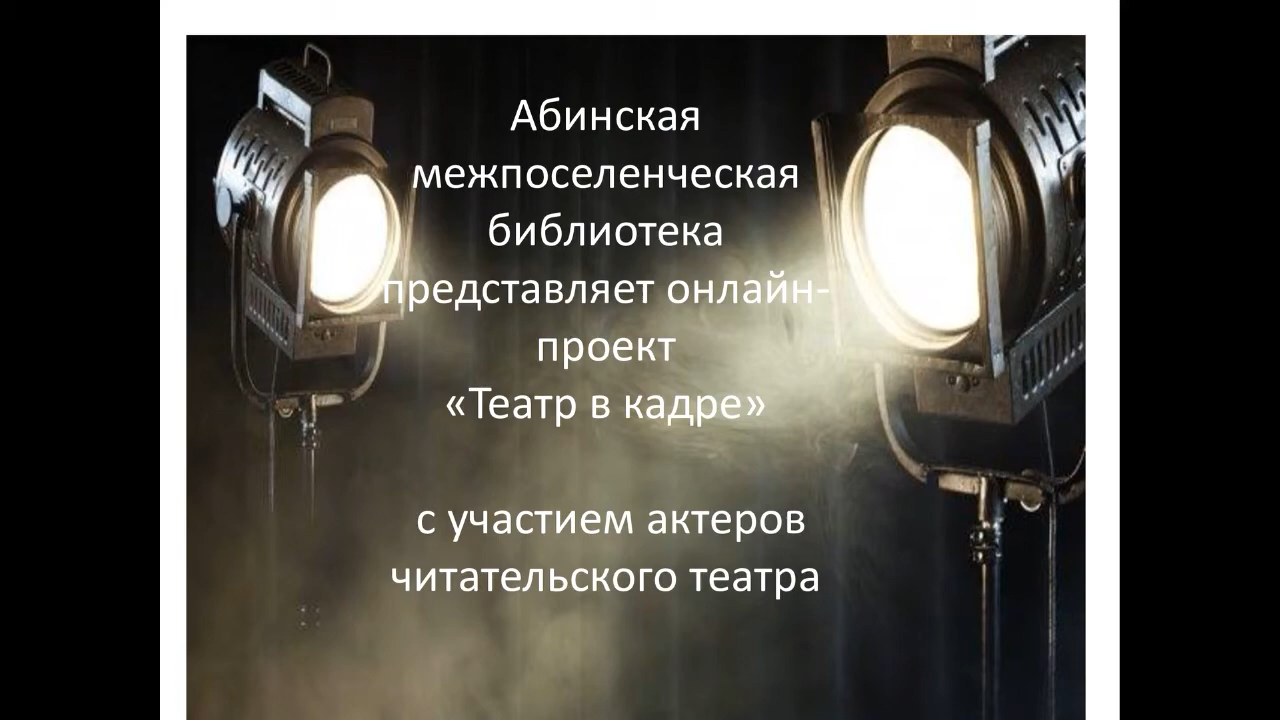 Абинская
межпоселенческая
библиотека
представляет онлайн-
проект
«Театр в кадре»
с участием актеров
читательского театра